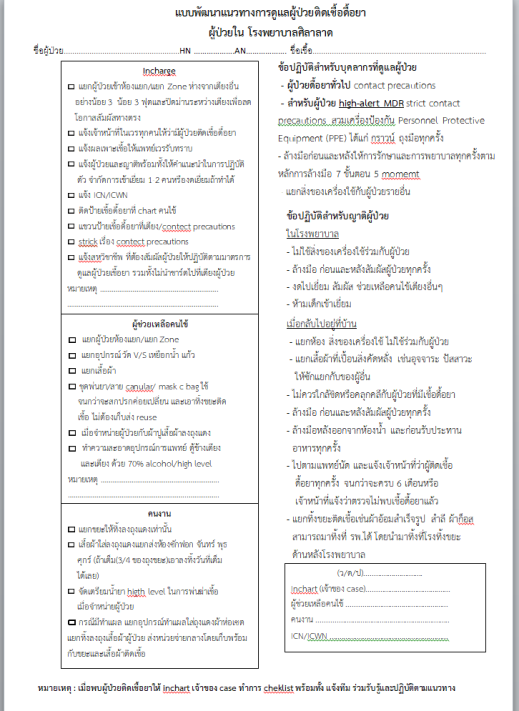 แบบพัฒนาแนวทางการดูแลผู้ป่วยติดเชื้อดื้อยา
ผู้ป่วยใน โรงพยาบาลศิลาลาด
ชื่อผู้ป่วย..........................................HN ..................AN.................. ชื่อเชื้อ..........................................
Incharge
แยกผู้ป่วยเข้าห้องแยก/แยก Zone ห่างจากเตียงอื่น
อย่างน้อย 3 น้อย 3 ฟุตและปิดม่านระหว่างเตียงเพื่อลด
โอกาสสัมผัสทางตรง
แจ้งเจ้าหน้าที่ในเวรทุกคนให้ว่ามีผู้ป่วยติดเชื้อดื้อยา
แจ้งผลเพาะเชื้อให้แพทย์เวรรับทราบ
แจ้งผู้ป่วยและญาติพร้อมทั้งให้คำแนะนำในการปฏิบัติ
ตัว จำกัดการเข้าเยี่ยม 1-2 คนหรืองดเยี่ยมถ้าทำได้
แจ้ง ICN/ICWN
ติดป้ายเชื้อดื้อยาที่ chart คนไข้
แขวนป้ายเชื้อดื้อยาที่เตียง/contect precautions
strick เรื่อง contect precautions
แจ้งสหวิชาชีพ ที่ต้องสัมผัสผู้ป่วยให้ปฏิบัติตามมาตรการ
ดูแลผู้ป่วยเชื้อยา รวมทั้งไม่นำชาร์ตไปที่เตียงผู้ป่วย
หมายเหตุ ..................................................
..................................................
ผู้ช่วยเหลือคนไข้
แยกผู้ป่วยห้องแยก/แยก Zone
แยกอุปกรณ์ วัด V/S เหยือกน้ำ แก้ว
แยกเสื้อผ้า
ชุดพ่นยา/สาย canular/ mask c bag ใช้
จนกว่าจะสกปรกค่อยเปลี่ยน และเอาทิ้งขยะติด
เชื้อ ไม่ต้องเก็บส่ง reuse
เมื่อจำหน่ายผู้ป่วยเก็บผ้าปูเสื้อผ้าลงถุงแดง
ทำความสะอาดอุปกรณ์การแพทย์ ตู้ข้างเตียง
และเตียง ด้วย 70% alcohol/high level
หมายเหตุ ..................................................
..................................................
คนงาน
แยกขยะให้ทิ้งลงถุงแดงเท่านั้น
เสื้อผ้าใส่ลงถุงแดงแยกส่งห้องซักฟอก จันทร์ พุธ
ศุกร์ (ถ้าเต็ม(3/4 ของถุงขยะ)เอาลงทิ้งวันที่เต็ม
ได้เลย)
จัดเตรียมน้ำยา higth level ในการพ่นฆ่าเชื้อ
เมื่อจำหน่ายผู้ป่วย
กรณีมีทำแผล แยกอุปกรณ์ทำแผลใส่ถุงแดงผ้าห่อเซต
แยกทิ้งลงถุงเสื้อผ้าผู้ป่วย ส่งหน่วยจ่ายกลางโดยเก็บพร้อม
กับขยะและเสื้อผ้าติดเชื้อ
ข้อปฏิบัติสำหรับบุคลากรที่ดูแลผู้ป่วย
- ผู้ป่วยดื้อยาทั่วไป contact precautions
- สำหรับผู้ป่วย high-alert MDR strict contact
precautions สวมเครื่องป้องกัน Personnel Protective
Equipment (PPE) ได้แก่ กราวน์ ถุงมือทุกครั้ง
- ล้างมือก่อนและหลังให้การรักษาและการพยาบาลทุกครั้งตาม
หลักการล้างมือ 7 ขั้นตอน 5 momemt
แยกสิ่งของเครื่องใช้กับผู้ป่วยรายอื่น
ข้อปฏิบัติสำหรับญาติผู้ป่วย
ในโรงพยาบาล
- ไม่ใช้สิ่งของเครื่องใช้ร่วมกับผู้ป่วย
- ล้างมือ ก่อนและหลังสัมผัสผู้ป่วยทุกครั้ง
- งดไปเยี่ยม สัมผัส ช่วยเหลือคนไข้เตียงอื่นๆ
- ห้ามเด็กเข้าเยี่ยม
เมื่อกลับไปอยู่ที่บ้าน
- แยกห้อง สิ่งของเครื่องใช้ ไม่ใช้ร่วมกับผู้ป่วย
- แยกเสื้อผ้าที่เปื้อนสิ่งคัดหลั่ง เช่นอุจจาระ ปัสสาวะ
ให้ซักแยกกับของผู้อื่น
- ไม่ควรใกล้ชิดหรือคลุกคลีกับผู้ป่วยที่มีเชื้อดื้อยา
- ล้างมือ ก่อนและหลังสัมผัสผู้ป่วยทุกครั้ง
- ล้างมือหลังออกจากห้องน้ำ และก่อนรับประทาน
อาหารทุกครั้ง
- ไปตามแพทย์นัด และแจ้งเจ้าหน้าที่ว่าผู้ติดเชื้อ
ดื้อยาทุกครั้ง จนกว่าจะครบ 6 เดือนหรือ
เจ้าหน้าที่แจ้งว่าตรวจไม่พบเชื้อดื้อยาแล้ว
- แยกทิ้งขยะติดเชื้อเช่นผ้าอ้อมสำเร็จรูป สำลี ผ้าก็อส
สามารถมาทิ้งที่ รพ.ได้ โดยนำมาทิ้งที่โรงทิ้งขยะ
ด้านหลังโรงพยาบาล
(ว/ด/ป)..........................
Inchart (เจ้าของ case)..................................
ผู้ช่วยเหลือคนไข้ ..........................................
คนงาน ..................................................
ICN/ICWN ..................................................
หมายเหตุ : เมื่อพบผู้ป่วยติดเชื้อยาให้ inchart เจ้าของ case ทำการ cheklist พร้อมทั้ง แจ้งทีม ร่วมรับรู้และปฏิบัติตามแนวทาง